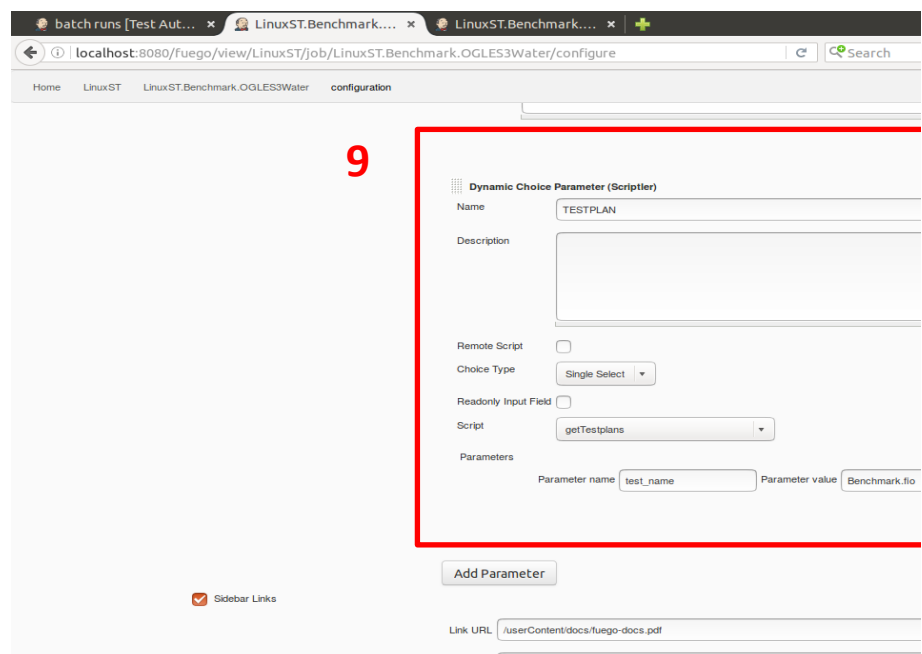 batch runs [Test Aut... × LinuxST.Benchmark.... × LinuxST.Benchmark.... ×
localhost:8080/fuego/view/LinuxST/job/LinuxST.Benchmark.OGLES3Water/configure Search
Home LinuxST LinuxST.Benchmark.OGLES3Water configuration
9
Dynamic Choice Parameter (Scriptler)
Name TESTPLAN
Description
Remote Script
Choice Type Single Select
Readonly Input Field
Script getTestplans
Parameters
Parameter name test_name Parameter value Benchmark.fio
Add Parameter
Sidebar Links
Link URL /userContent/docs/fuego-docs.pdf